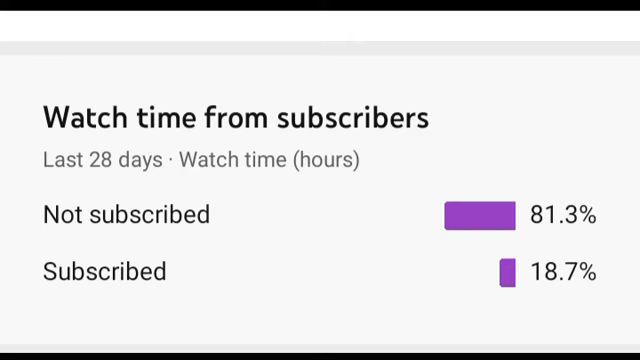 Watch time from subscribers
Last 28 days · Watch time (hours)
Not subscribed 81.3%
Subscribed 18.7%